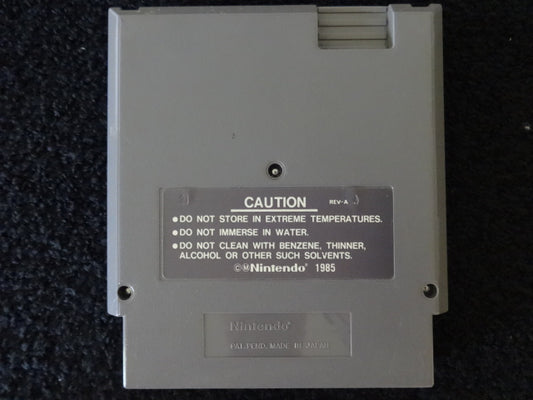 CAUTION REV-A
●DO NOT STORE IN EXTREME TEMPERATURES.
●DO NOT IMMERSE IN WATER.
●DO NOT CLEAN WITH BENZENE, THINNER,
ALCOHOL OR OTHER SUCH SOLVENTS.
©ⓂNintendo® 1985
Nintendo®
PAT. PEND. MADE IN JAPAN